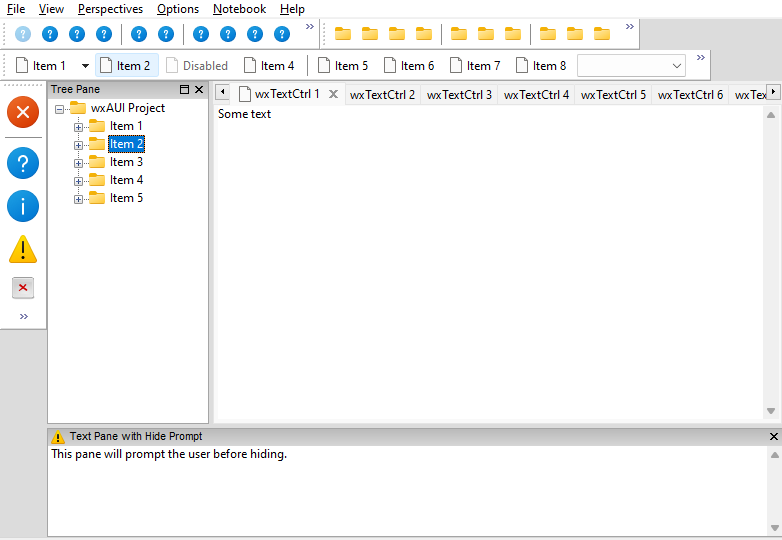 File View Perspectives Options Notebook Help
Item 1 Item 2 Disabled Item 4 Item 5 Item 6 Item 7 Item 8
Tree Pane
wxAUI Project
Item 1
Item 2
Item 3
Item 4
Item 5
wxTextCtrl 1 wxTextCtrl 2 wxTextCtrl 3 wxTextCtrl 4 wxTextCtrl 5 wxTextCtrl 6 wxTex
Some text
Text Pane with Hide Prompt
This pane will prompt the user before hiding.